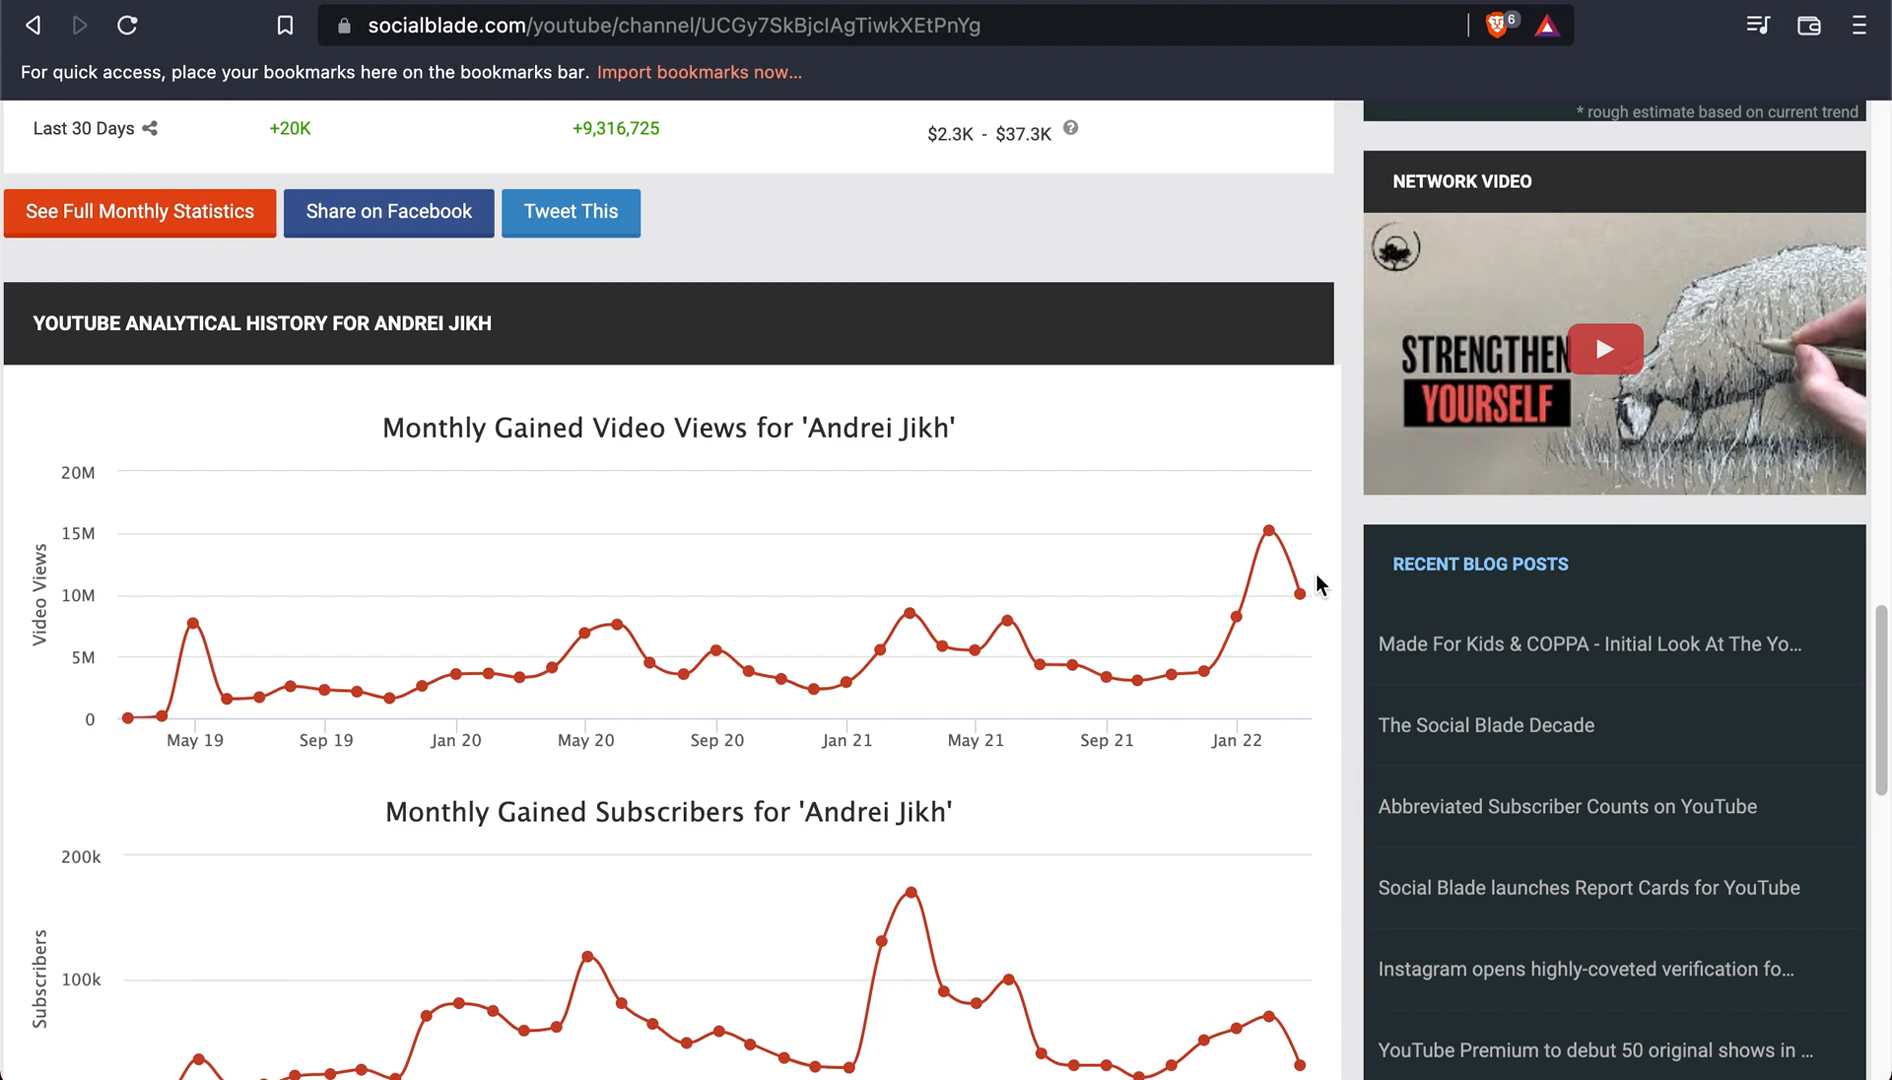 socialblade.com/youtube/channel/UCGy7SkBjcIAgTiwkXEtPnYg
6
For quick access, place your bookmarks here on the bookmarks bar. Import bookmarks now...
Last 30 Days +20K +9,316,725 $2.3K - $37.3K
* rough estimate based on current trend
See Full Monthly Statistics
Share on Facebook
Tweet This
YOUTUBE ANALYTICAL HISTORY FOR ANDREI JIKH
Monthly Gained Video Views for 'Andrei Jikh'
20M
15M
10M
5M
0
Video Views
May 19 Sep 19 Jan 20 May 20 Sep 20 Jan 21 May 21 Sep 21 Jan 22
Monthly Gained Subscribers for 'Andrei Jikh'
200k
100k
Subscribers
NETWORK VIDEO
STRENGTHEN
YOURSELF
RECENT BLOG POSTS
Made For Kids & COPPA - Initial Look At The Yo...
The Social Blade Decade
Abbreviated Subscriber Counts on YouTube
Social Blade launches Report Cards for YouTube
Instagram opens highly-coveted verification fo...
YouTube Premium to debut 50 original shows in ...